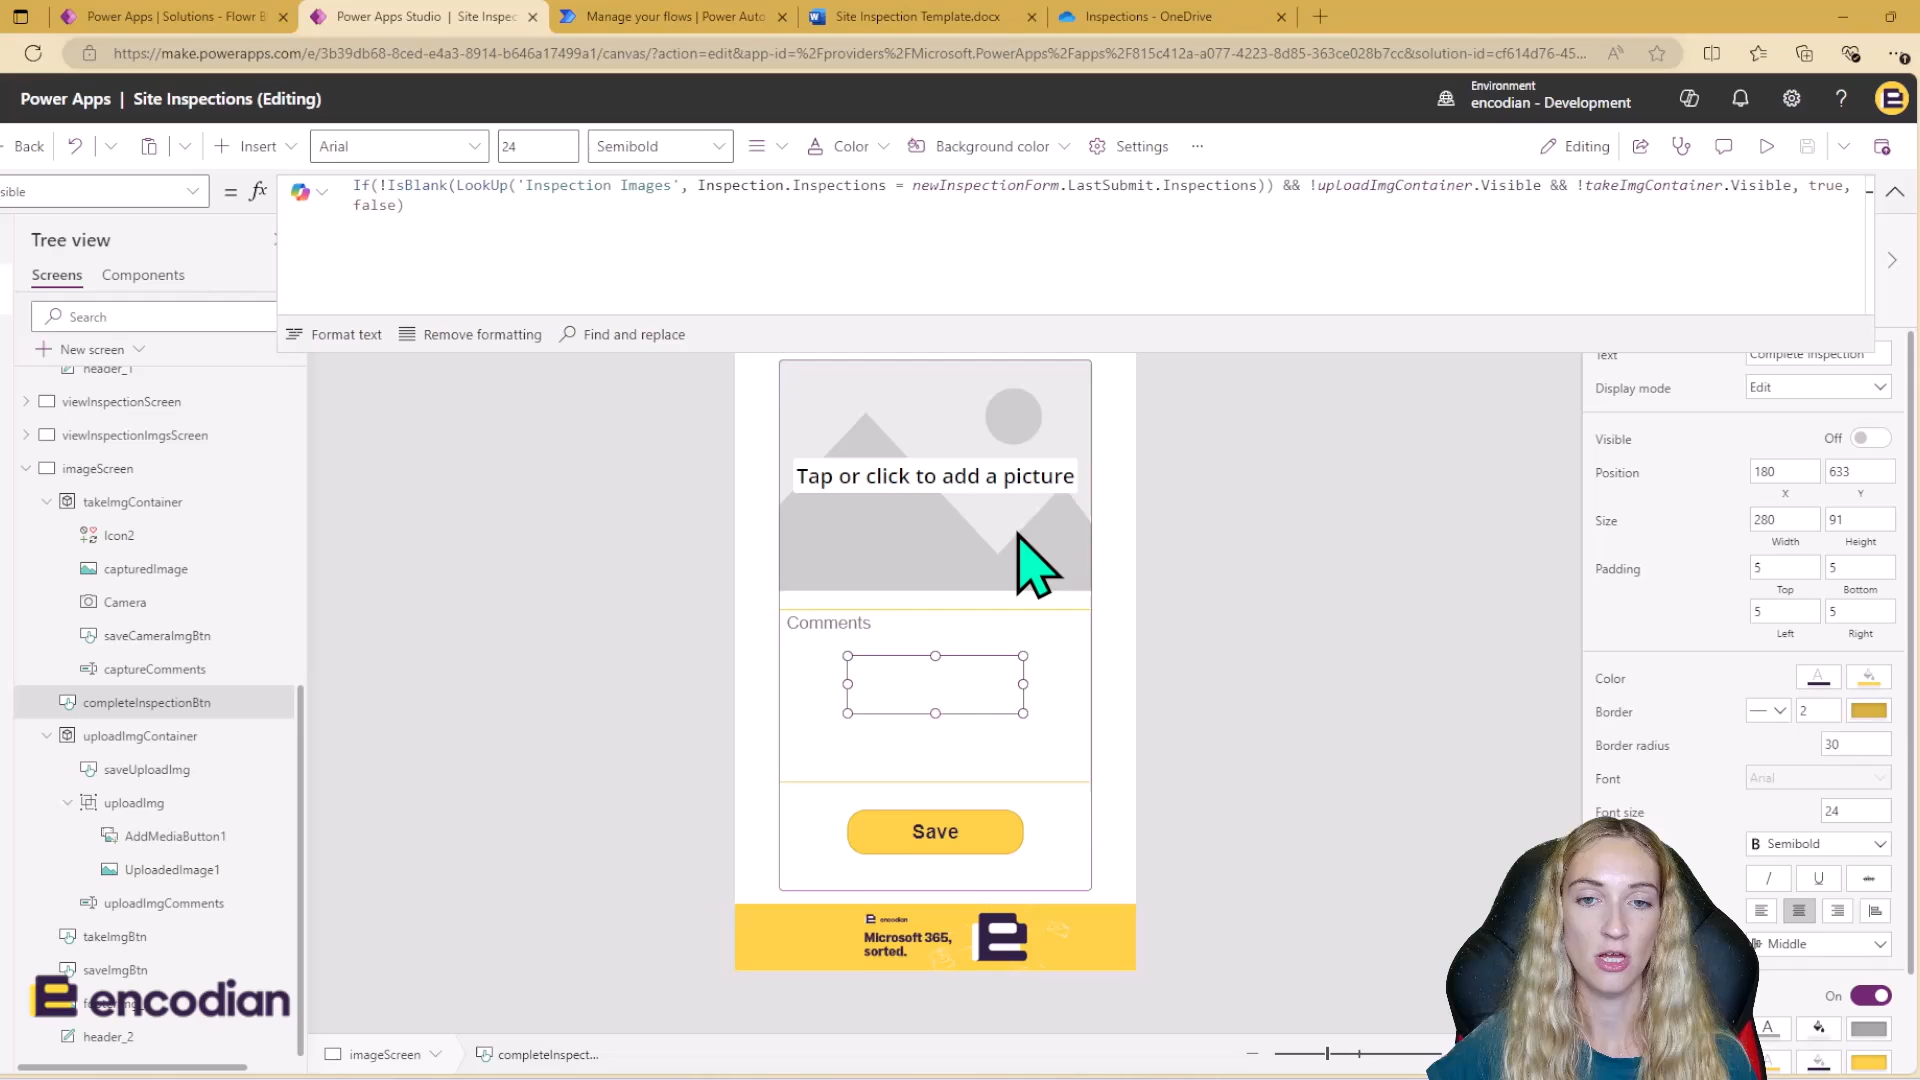 Power Apps | Solutions - Flowr
Power Apps Studio | Site Inspec
Manage your flows | Power Auto
Site Inspection Template.docx
Inspections - OneDrive
https://make.powerapps.com/e/3b39db68-8ced-e4a3-8914-b646a17499a1/canvas/?action=edit&app-id=%2Fproviders%2FMicrosoft.PowerApps%2Fapps%2F815c412a-a077-4223-8d85-363ce028b7cc&solution-id=cf614d76-45...
Power Apps | Site Inspections (Editing)
Environment
encodian - Development
Back
Insert
Arial
24
Semibold
Color
Background color
Settings
...
Editing
sible
= fx
If(!IsBlank(LookUp('Inspection Images', Inspection.Inspections = newInspectionForm.LastSubmit.Inspections)) && !uploadImgContainer.Visible && !takeImgContainer.Visible, true,
false)
Format text
Remove formatting
Find and replace
Tree view
Screens
Components
Search
New screen
header_1
viewInspectionScreen
viewInspectionImgsScreen
imageScreen
takeImgContainer
Icon2
capturedImage
Camera
saveCameraImgBtn
captureComments
completeInspectionBtn
uploadImgContainer
saveUploadImg
uploadImg
AddMediaButton1
UploadedImage1
uploadImgComments
takeImgBtn
saveImgBtn
header_2
encodian
Tap or click to add a picture
Comments
Save
encodian
Microsoft 365,
sorted.
imageScreen
completeInspect...
Text
Complete Inspection
Display mode
Edit
Visible
Off
Position
180
633
X
Y
Size
280
91
Width
Height
Padding
5
5
Top
Bottom
5
5
Left
Right
Color
A
Border
2
Border radius
30
Font
Arial
Font size
24
B Semibold
/
U
abc
Middle
On
A